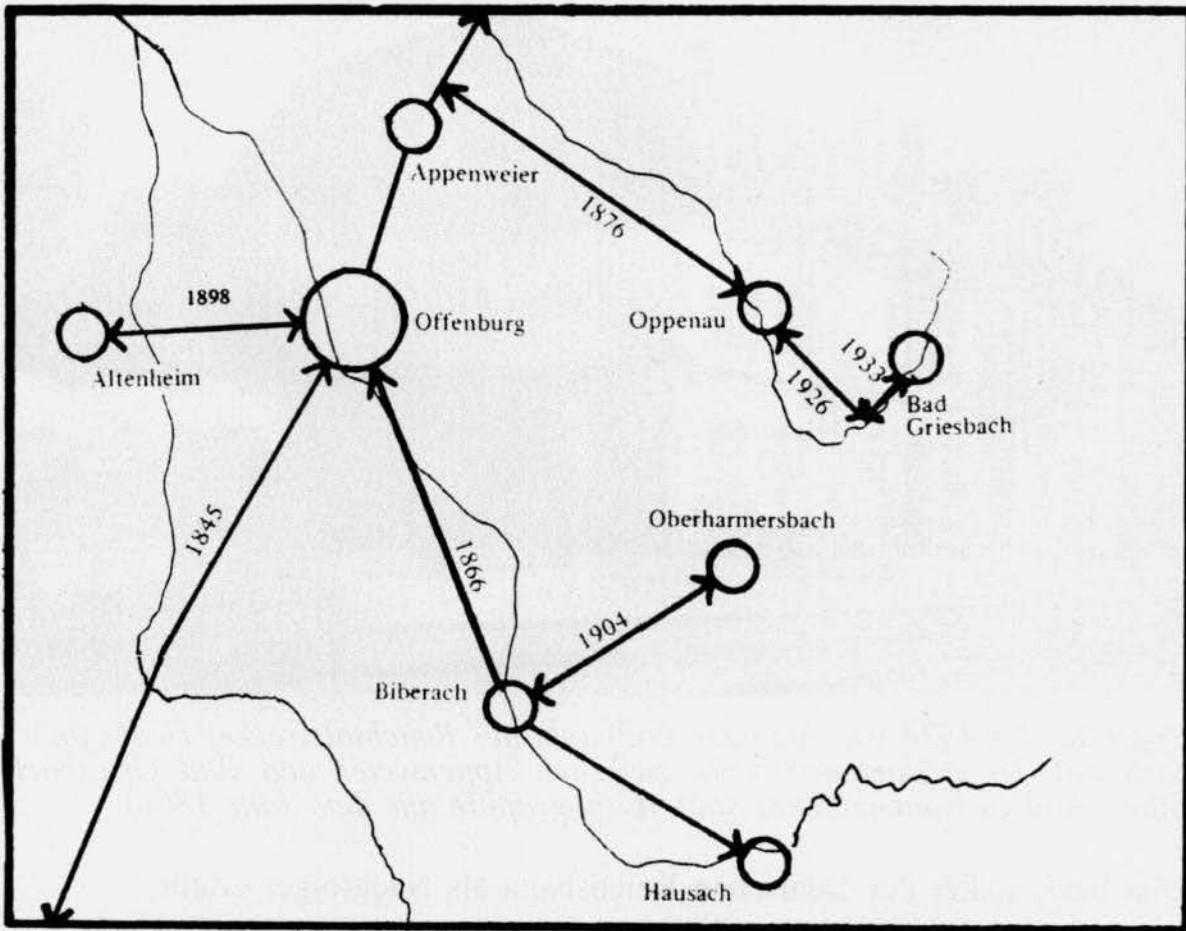 Appenweier
1876
1898
Offenburg
Oppenau
Altenheim
1933
1926
Bad
Griesbach
1845
1866
Oberharmersbach
1904
Biberach
Hausach